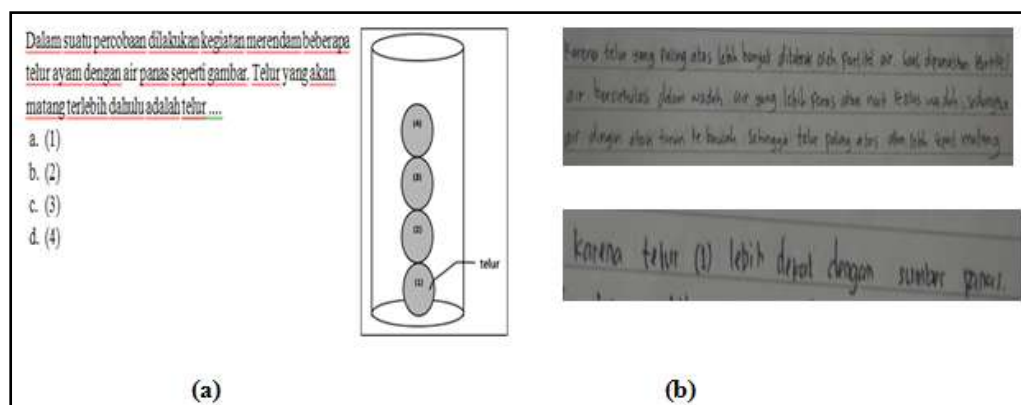 Dalam suatu percobaan dilakukan kegiatan merendam beberapa
telur ayam dengan air panas seperti gambar. Telur yang akan
matang terlebih dahulu adalah telur ....
a. (1)
b. (2)
c. (3)
d. (4)
(4)
(3)
(2)
(1)
telur
(a)
Karena telur yang paling atas lebih banyak ditabrak oleh partikel air. saat dipanaskan partikel
air bersirkulasi dalam wadah air yang lebih panas akan naik ke atas wadah, sedangkan
air dingin akan turun ke bawah sehingga telur paling atas akan lebih cepat matang
Karena telur (1) lebih dekat dengan sumber panas.
(b)